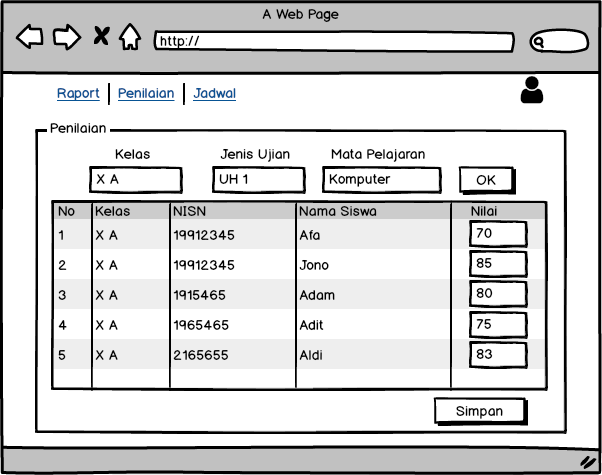 A Web Page
http://
Raport Penilaian Jadwal
Penilaian
Kelas Jenis Ujian Mata Pelajaran
X A UH 1 Komputer OK
No Kelas NISN Nama Siswa Nilai
1 X A 19912345 Afa 70
2 X A 19912345 Jono 85
3 X A 1915465 Adam 80
4 X A 1965465 Adit 75
5 X A 2165655 Aldi 83
Simpan